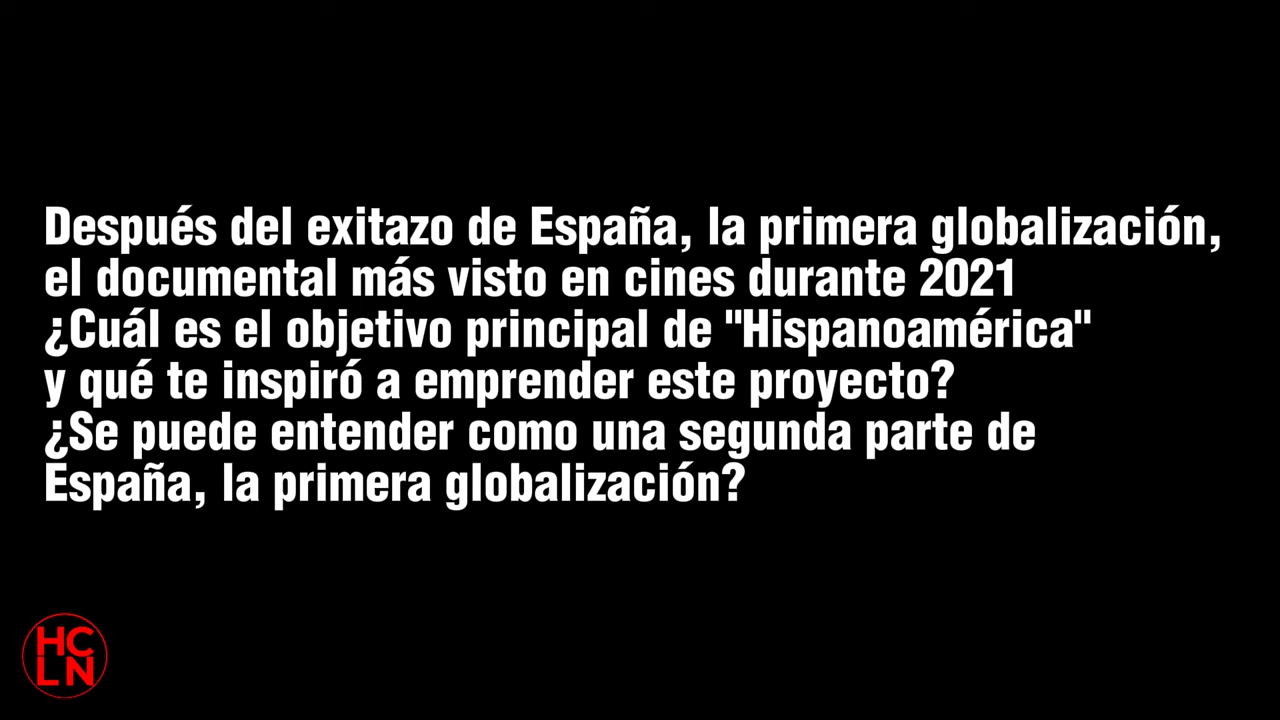 Después del exitazo de España, la primera globalización,
el documental más visto en cines durante 2021
¿Cuál es el objetivo principal de "Hispanoamérica"
y qué te inspiró a emprender este proyecto?
¿Se puede entender como una segunda parte de
España, la primera globalización?
HC
LN